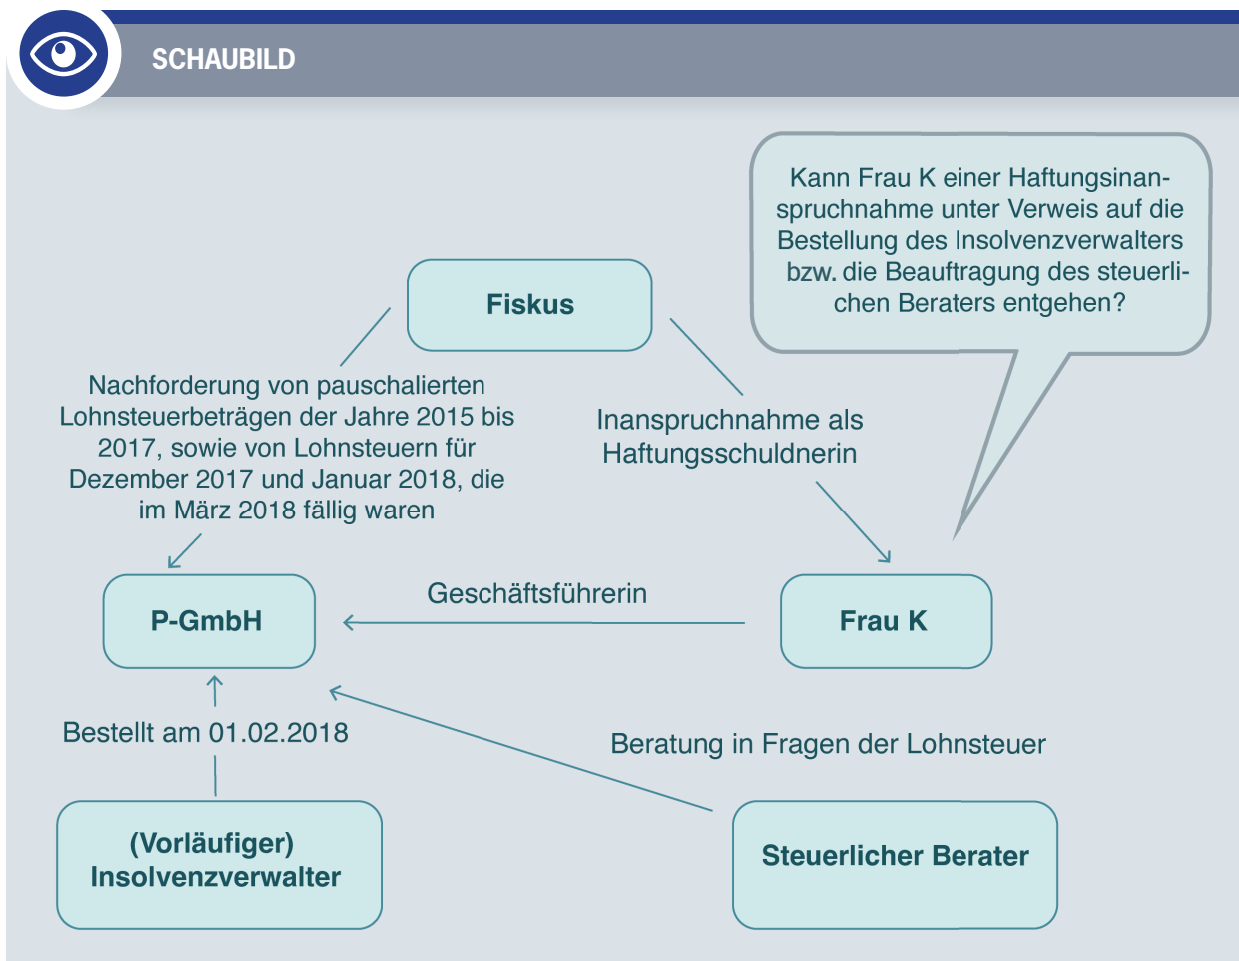 SCHAUBILD
Kann Frau K einer Haftungsinan-
spruchnahme unter Verweis auf die
Bestellung des Insolvenzverwalters
bzw. die Beauftragung des steuerli-
chen Beraters entgehen?
Fiskus
Nachforderung von pauschalierten
Lohnsteuerbeträgen der Jahre 2015 bis
2017, sowie von Lohnsteuern für
Dezember 2017 und Januar 2018, die
im März 2018 fällig waren
Inanspruchnahme als
Haftungsschuldnerin
P-GmbH
Geschäftsführerin
Frau K
Bestellt am 01.02.2018
Beratung in Fragen der Lohnsteuer
(Vorläufiger)
Insolvenzverwalter
Steuerlicher Berater